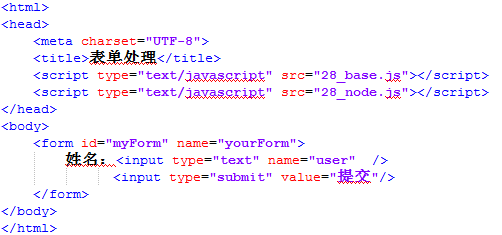 <html>
<head>
<meta charset="UTF-8">
<title>表单处理</title>
<script type="text/javascript" src="28_base.js"></script>
<script type="text/javascript" src="28_node.js"></script>
</head>
<body>
<form id="myForm" name="yourForm">
姓名：<input type="text" name="user"  />
<input type="submit" value="提交"/>
</form>
</body>
</html>